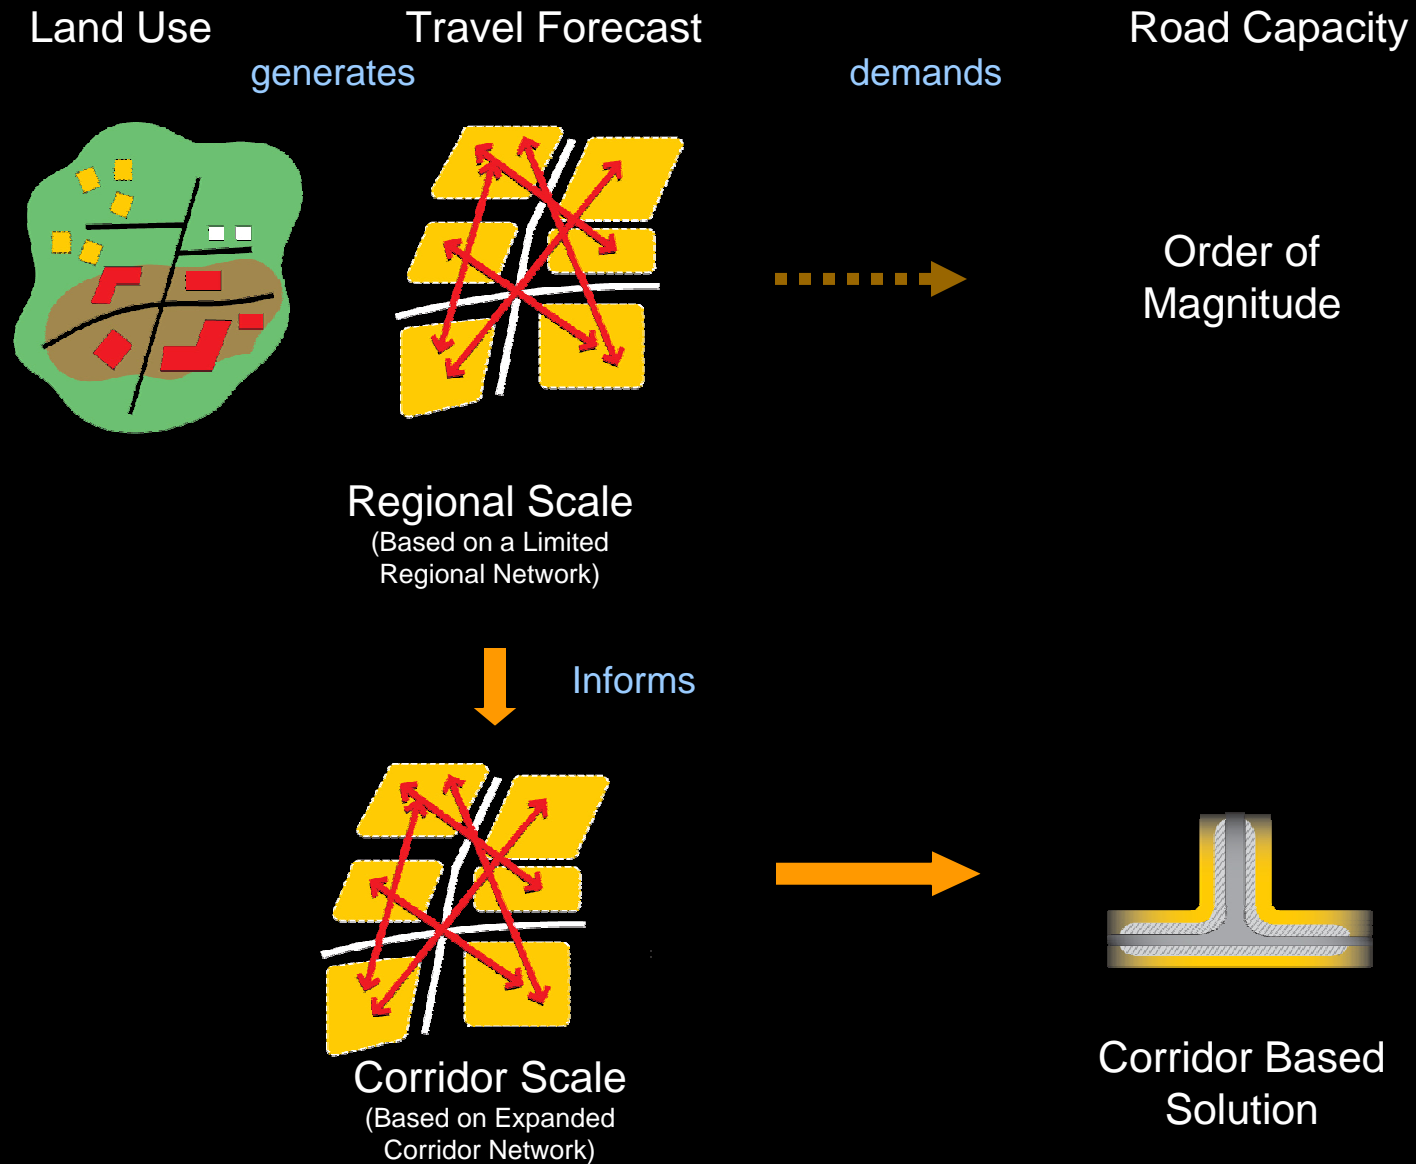 Land Use
Travel Forecast
Road Capacity
generates
demands
Order of
Magnitude
Regional Scale
(Based on a Limited
Regional Network)
Informs
Corridor Scale
(Based on Expanded
Corridor Network)
Corridor Based
Solution